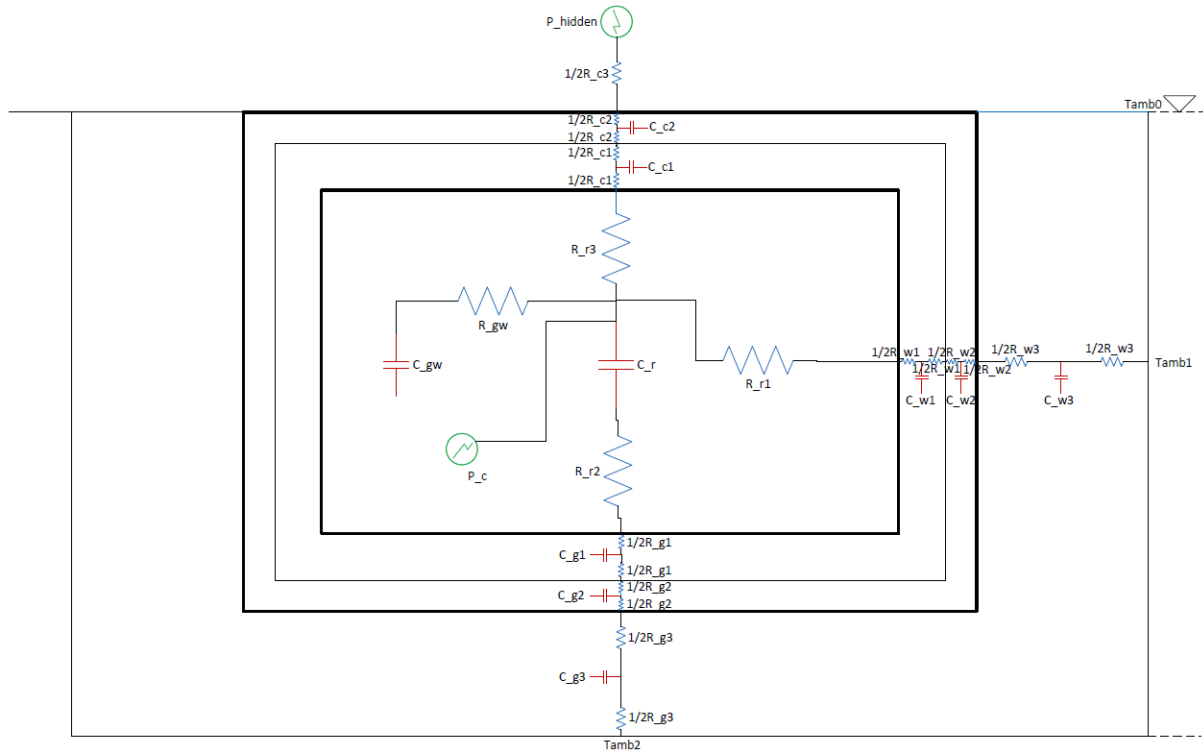 P_hidden
1/2R_c3
Tamb0
1/2R_c2
C_c2
1/2R_c2
1/2R_c1
C_c1
1/2R_c1
R_r3
R_gw
C_gw
C_r
R_r1
1/2R_w1
1/2R_w2
1/2R_w3
1/2R_w3
1/2R_w1
1/2R_w2
Tamb1
C_w1
C_w2
C_w3
R_r2
P_c
1/2R_g1
C_g1
1/2R_g1
1/2R_g2
C_g2
1/2R_g2
1/2R_g3
C_g3
1/2R_g3
Tamb2